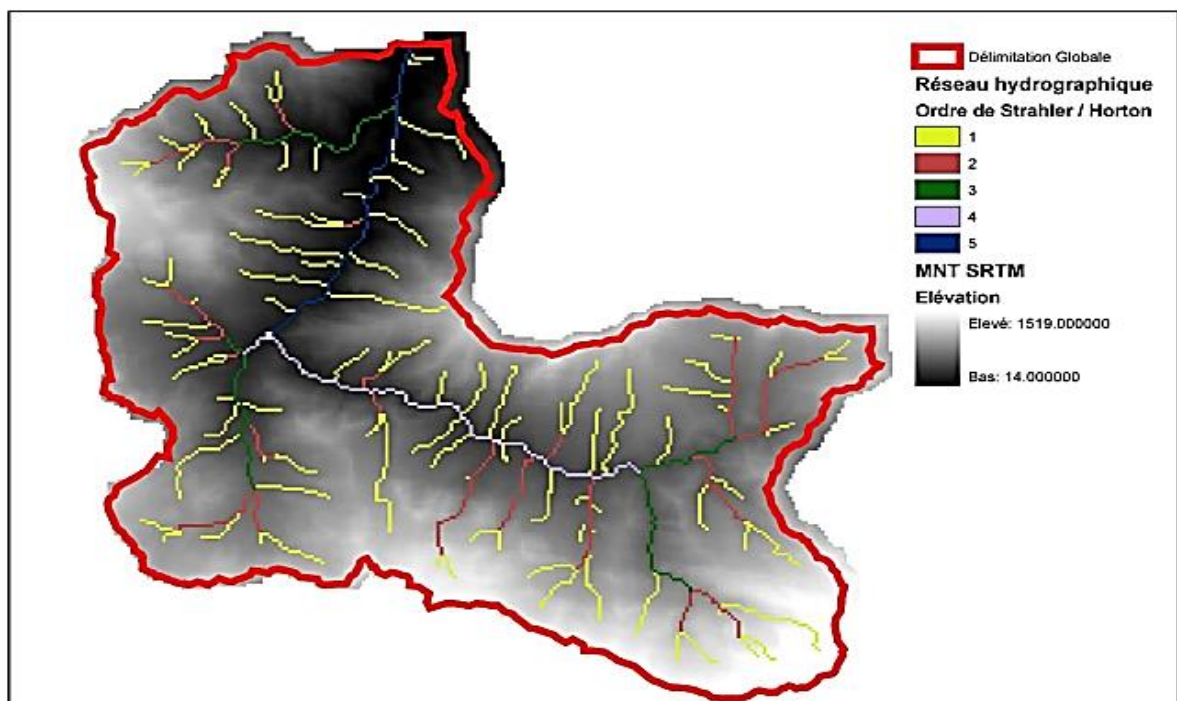 Délimitation Globale
Réseau hydrographique
Ordre de Strahler / Horton
1
2
3
4
5
MNT SRTM
Elévation
Elevé: 1519.000000
Bas: 14.000000